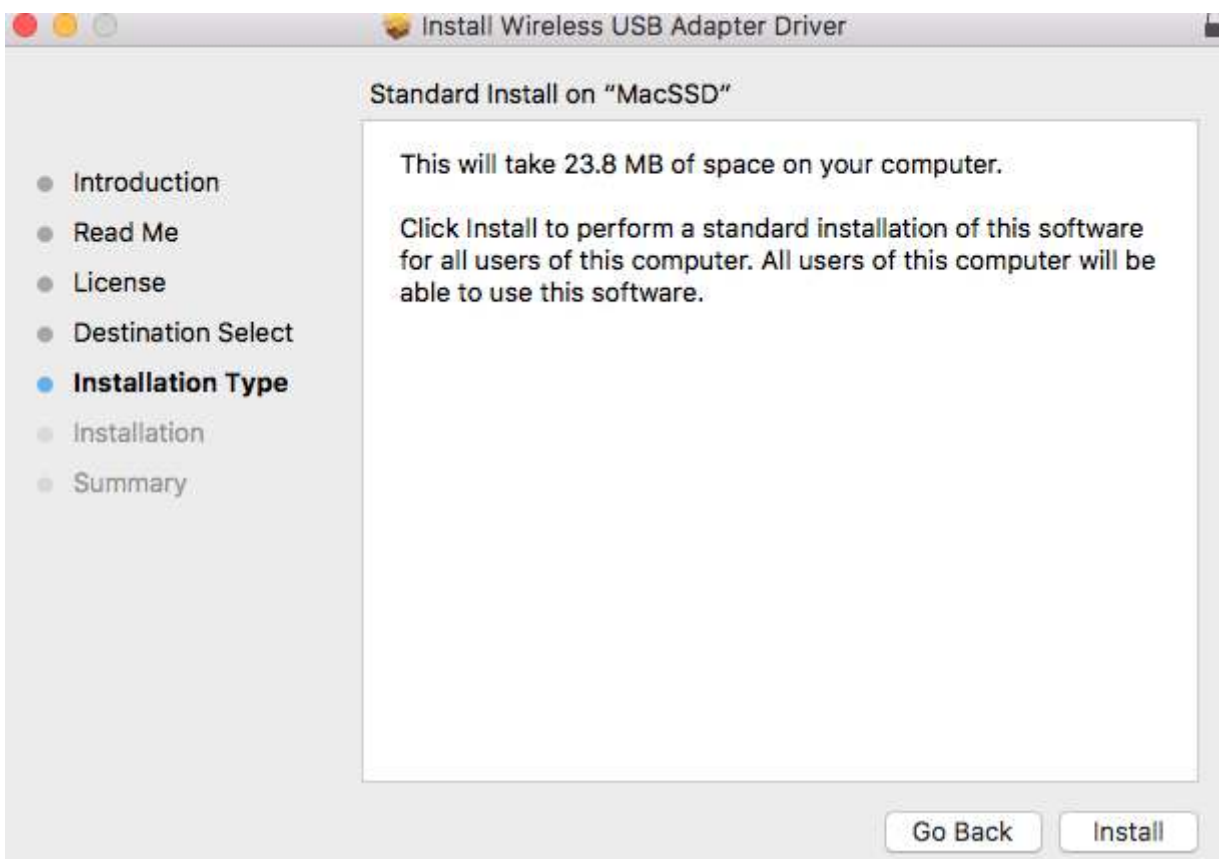 Install Wireless USB Adapter Driver
Standard Install on “MacSSD”
Introduction
Read Me
License
Destination Select
Installation Type
Installation
Summary
This will take 23.8 MB of space on your computer.
Click Install to perform a standard installation of this software
for all users of this computer. All users of this computer will be
able to use this software.
Go Back
Install